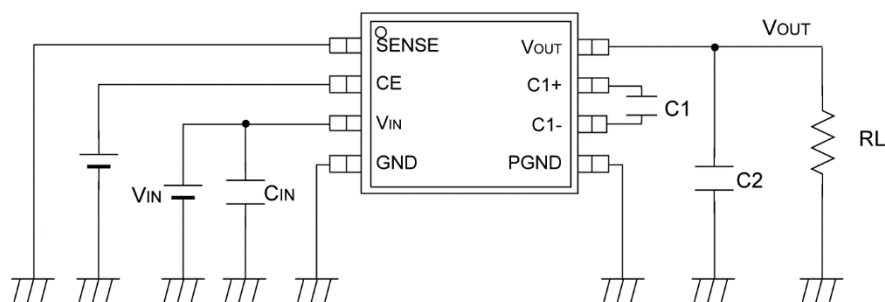 SENSE
CE
VIN
GND
VOUT
C1+
C1-
PGND
VOUT
C1
C2
RL
VIN
CIN